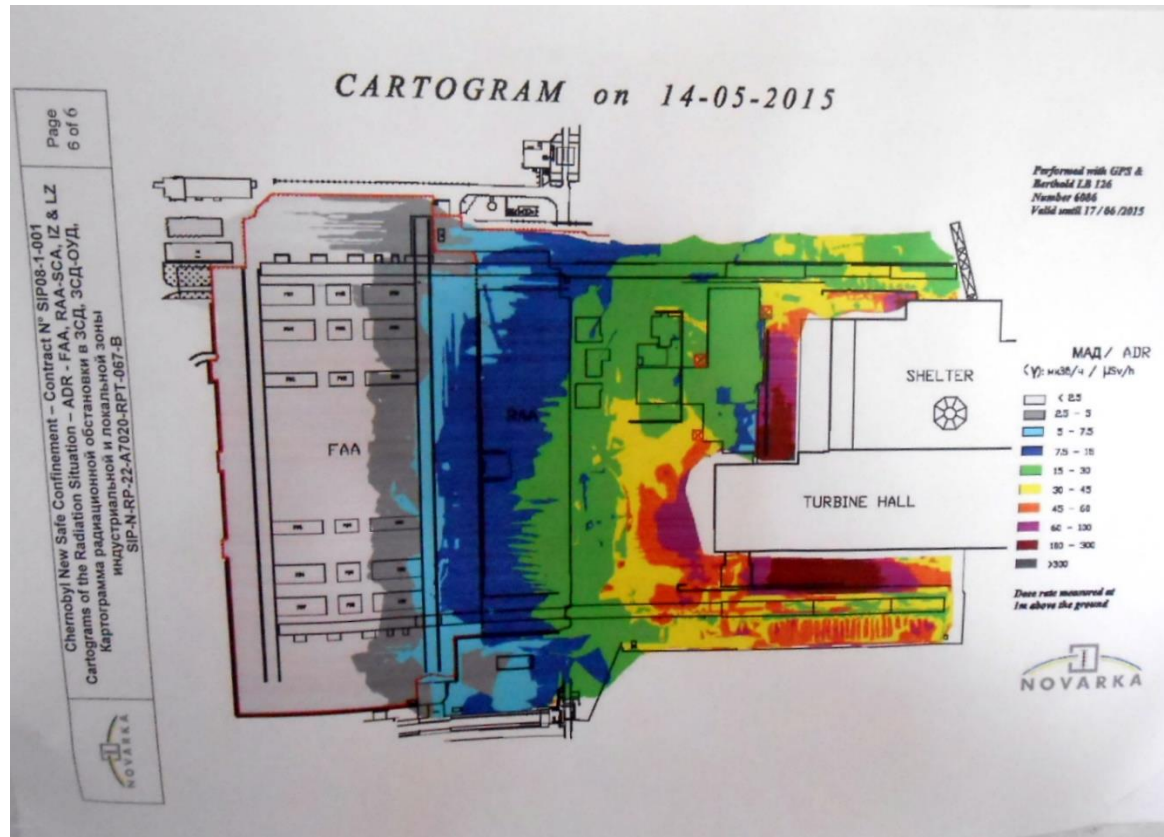 CARTOGRAM on 14-05-2015
Page
6 of 6
Chernobyl New Safe Confinement – Contract N° SIP08-1-001
Cartograms of the Radiation Situation – ADR - FAA, RAA-SCA, IZ & LZ
Картограмма радиационной обстановки в ЗСД, ЗСД-ОУД,
индустриальной и локальной зоны
SIP-N-RP-22-A7020-RPT-067-B
NOVARKA
Performed with GPS &
Berthold LB 126
Number 6086
Valid until 17/06/2015
FAA
RAA
SHELTER
TURBINE HALL
МАД/ ADR
(γ): мкЗв/ч / µSv/h
< 2.5
2.5 - 5
5 - 7.5
7.5 - 15
15 - 30
30 - 45
45 - 60
60 - 100
100 - 300
>300
Dose rate measured at
1m above the ground
NOVARKA